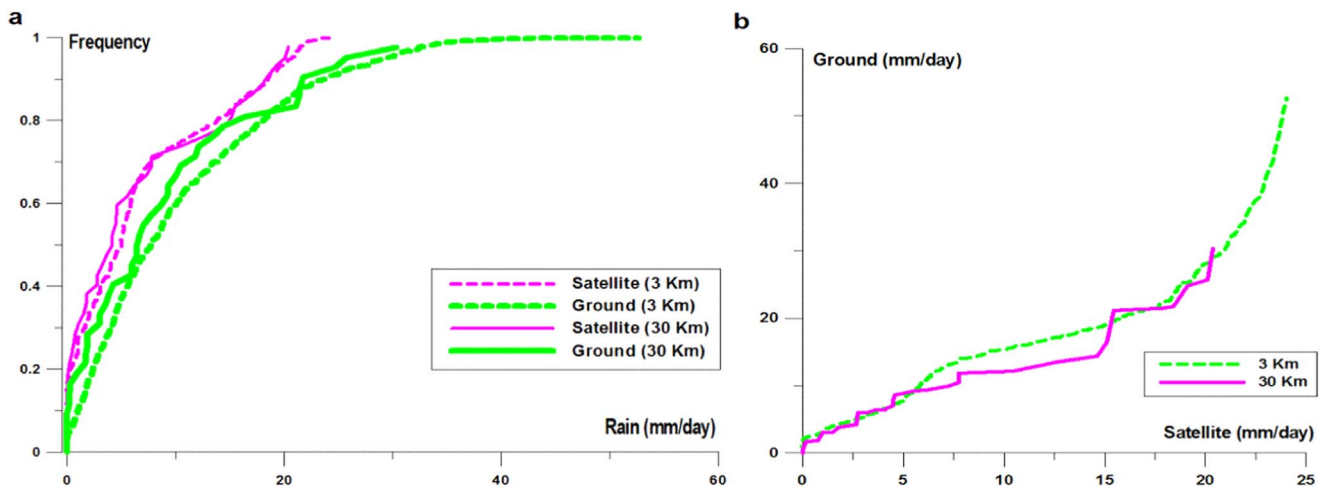 a
Frequency
1
0.8
0.6
0.4
0.2
0
Satellite (3 Km)
Ground (3 Km)
Satellite (30 Km)
Ground (30 Km)
Rain (mm/day)
0 20 40 60
b
60
Ground (mm/day)
40
20
0
3 Km
30 Km
Satellite (mm/day)
0 5 10 15 20 25